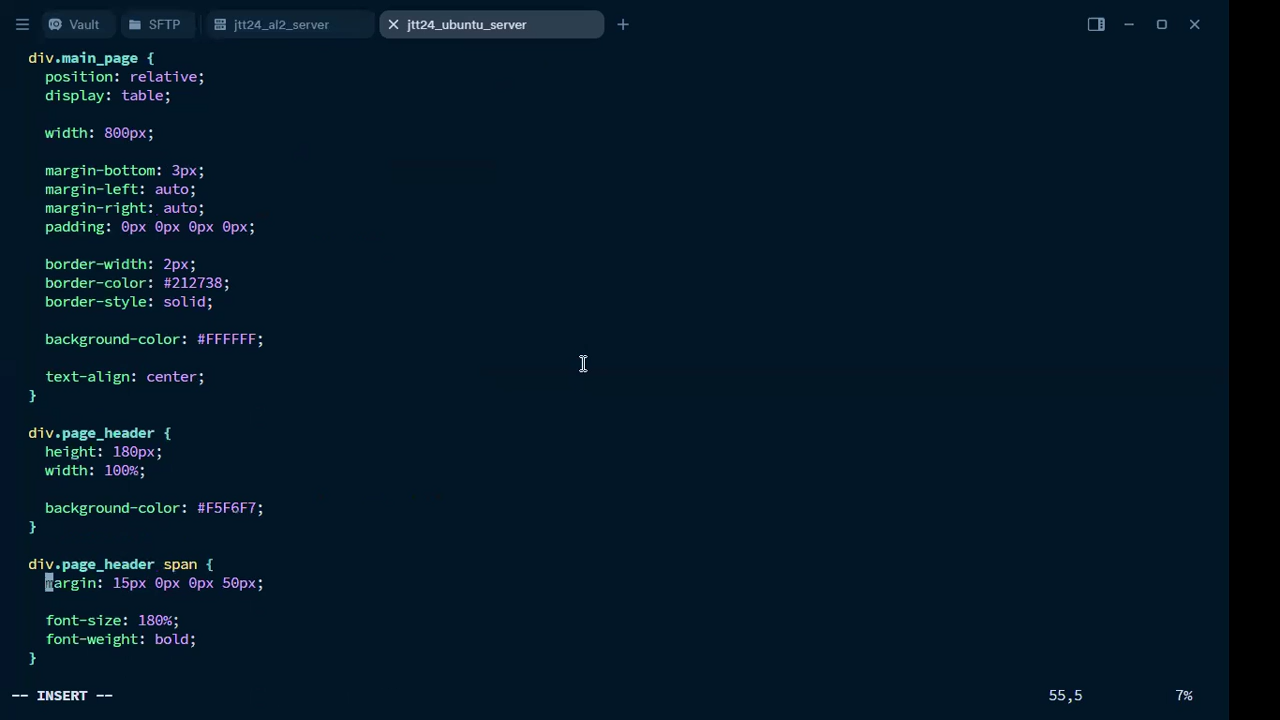 Vault SFTP jtt24_al2_server jtt24_ubuntu_server
div.main_page {
position: relative;
display: table;
width: 800px;
margin-bottom: 3px;
margin-left: auto;
margin-right: auto;
padding: 0px 0px 0px 0px;
border-width: 2px;
border-color: #212738;
border-style: solid;
background-color: #FFFFFF;
text-align: center;
}
div.page_header {
height: 180px;
width: 100%;
background-color: #F5F6F7;
}
div.page_header span {
margin: 15px 0px 0px 50px;
font-size: 180%;
font-weight: bold;
}
-- INSERT -- 55,5 7%